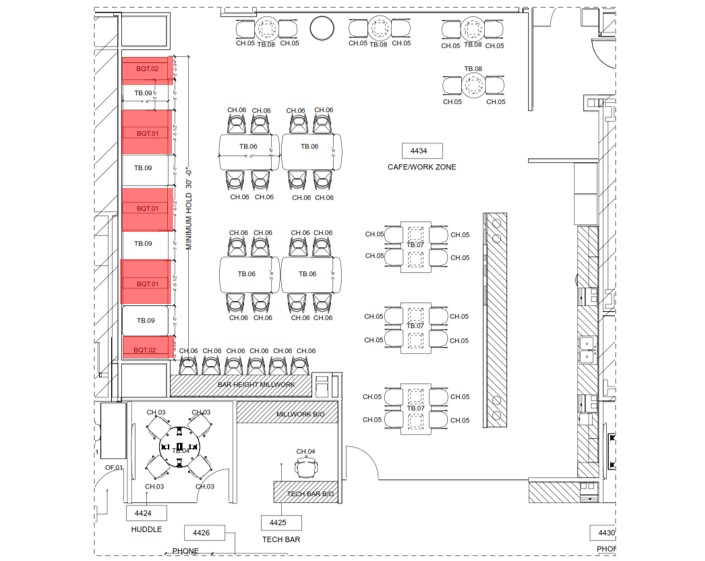 CH.05 TB.08 CH.05
CH.05 TB.08 CH.05
CH.05 TB.08 CH.05
TB.08
CH.05 CH.05
BQT.02
TB.09
BQT.01
TB.09
BQT.01
TB.09
BQT.01
TB.09
BQT.02
MINIMUM HOLD 30' -0"
CH.06 CH.06 CH.06 CH.06
TB.06 TB.06
CH.06 CH.06 CH.06 CH.06
4434
CAFE/WORK ZONE
CH.06 CH.06 CH.06 CH.06
TB.06 TB.06
CH.06 CH.06 CH.06 CH.06
CH.05 CH.05
TB.07
CH.05 CH.05
CH.05 CH.05
TB.07
CH.05 CH.05
CH.05 CH.05
TB.07
CH.05 CH.05
CH.06 CH.06 CH.06 CH.06 CH.06 CH.06
BAR HEIGHT MILLWORK
MILLWORK B/O
CH.03 CH.03
TB.04
CH.03 CH.03
OF.01
CH.04
TECH BAR B/O
4424
HUDDLE
4426
PHONE
4425
TECH BAR
4430
PHO